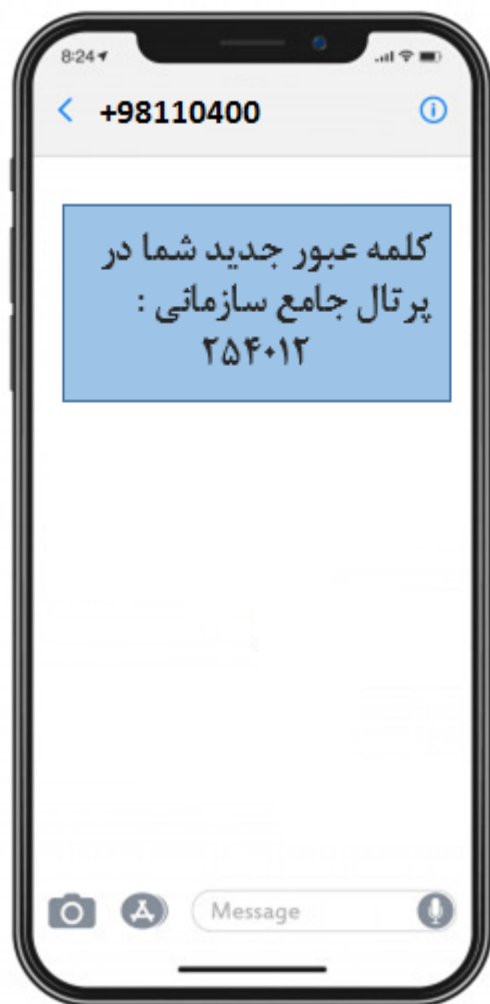 8:24
+98110400
کلمه عبور جدید شما در
پرتال جامع سازمانی :
۲۵۴۰۱۲
Message